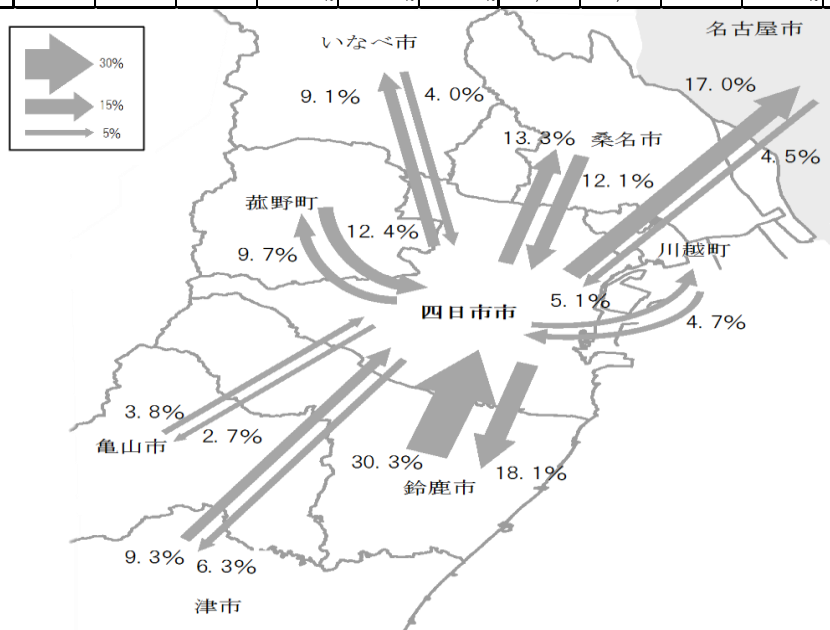 名古屋市
いなべ市
30%
15%
5%
17.0%
9.1%
4.0%
13.3%
桑名市
4.5%
12.1%
菰野町
12.4%
9.7%
川越町
5.1%
四日市市
4.7%
3.8%
亀山市
2.7%
30.3%
18.1%
鈴鹿市
9.3%
6.3%
津市